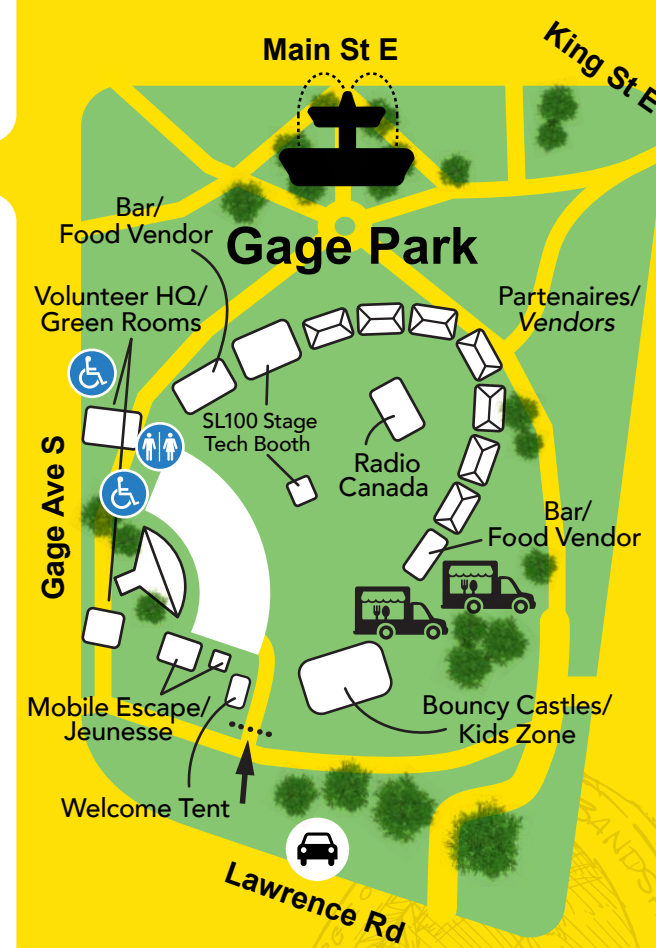 Main St E
King St E
Bar/
Food Vendor
Gage Park
Volunteer HQ/
Green Rooms
Partenaires/
Vendors
SL100 Stage
Tech Booth
Radio
Canada
Gage Ave S
Bar/
Food Vendor
Mobile Escape/
Jeunesse
Bouncy Castles/
Kids Zone
Welcome Tent
Lawrence Rd